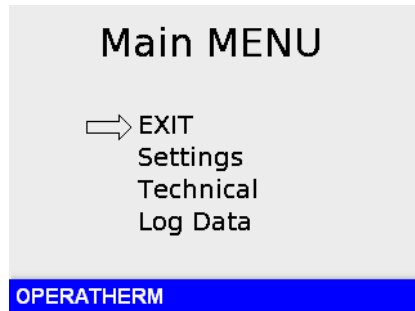 Main MENU
EXIT
Settings
Technical
Log Data
OPERATHERM